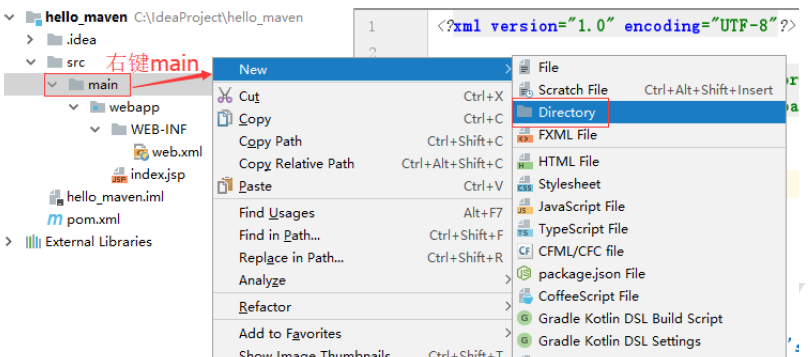 hello_maven C:\IdeaProject\hello_maven
.idea
src
右键main
main
webapp
WEB-INF
web.xml
index.jsp
hello_maven.iml
pom.xml
External Libraries
1
<?xml version="1.0" encoding="UTF-8"?>
2
New
Cut Ctrl+X
Copy Ctrl+C
Copy Path Ctrl+Shift+C
Copy Relative Path Ctrl+Alt+Shift+C
Paste Ctrl+V
Find Usages Alt+F7
Find in Path... Ctrl+Shift+F
Replace in Path... Ctrl+Shift+R
Analyze
Refactor
Add to Favorites
Show Image Thumbnails Ctrl+Shift+T
File
Scratch File Ctrl+Alt+Shift+Insert
Directory
FXML File
HTML File
Stylesheet
JavaScript File
TypeScript File
CFML/CFC file
package.json File
CoffeeScript File
Gradle Kotlin DSL Build Script
Gradle Kotlin DSL Settings